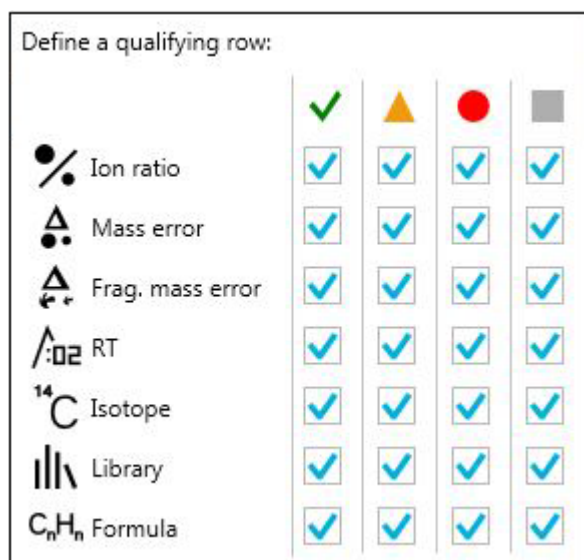 Define a qualifying row:
Ion ratio
Mass error
Frag. mass error
:02 RT
14C Isotope
Library
CnHn Formula